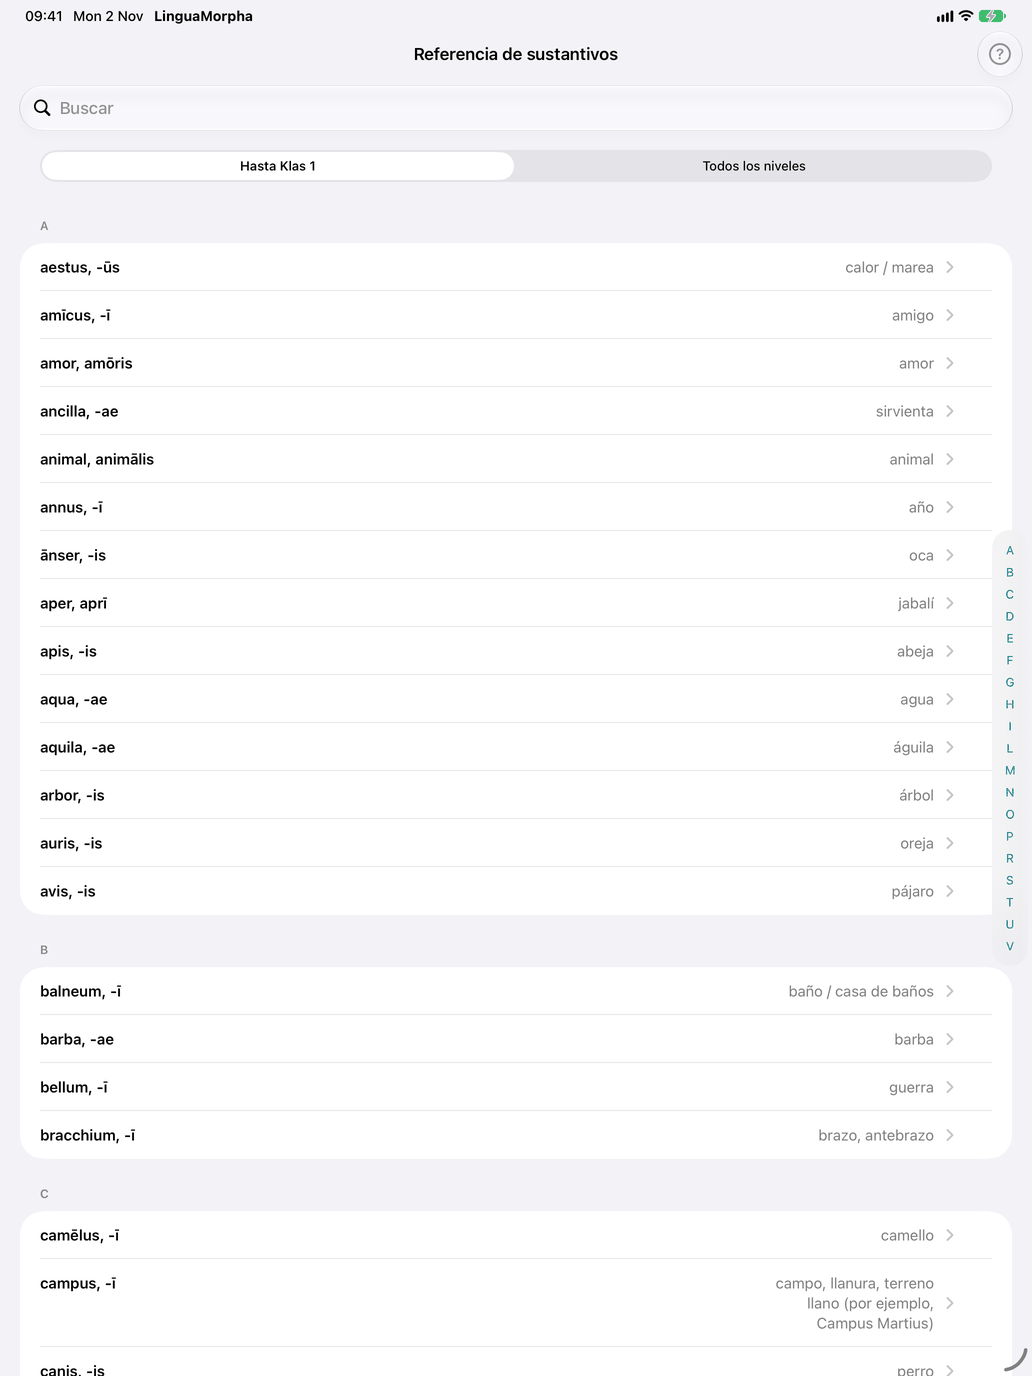 09:41 Mon 2 Nov LinguaMorpha
Referencia de sustantivos
?
Buscar
Hasta Klas 1
Todos los niveles
A
aestus, -ūs
calor / marea
amīcus, -ī
amigo
amor, amōris
amor
ancilla, -ae
sirvienta
animal, animālis
animal
annus, -ī
año
ānser, -is
oca
aper, aprī
jabalí
apis, -is
abeja
aqua, -ae
agua
aquila, -ae
águila
arbor, -is
árbol
auris, -is
oreja
avis, -is
pájaro
B
balneum, -ī
baño / casa de baños
barba, -ae
barba
bellum, -ī
guerra
bracchium, -ī
brazo, antebrazo
C
camēlus, -ī
camello
campus, -ī
campo, llanura, terreno
llano (por ejemplo,
Campus Martius)
canis, -is
perro
A
B
C
D
E
F
G
H
I
L
M
N
O
P
R
S
T
U
V